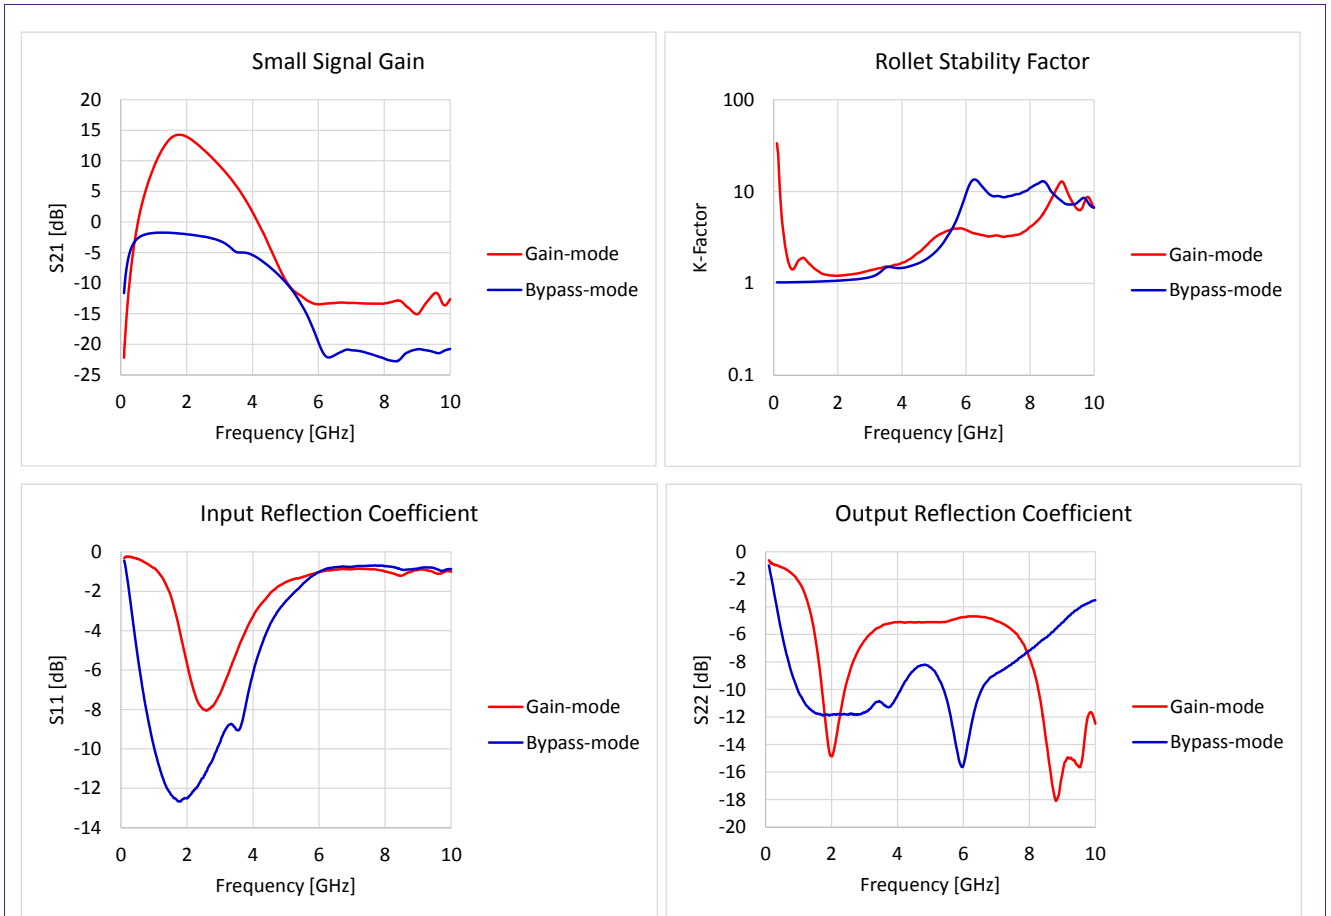 Small Signal Gain
20
15
10
5
0
-5
-10
-15
-20
-25
S21 [dB]
0 2 4 6 8 10
Frequency [GHz]
Gain-mode
Bypass-mode
Rollet Stability Factor
100
10
1
0.1
K-Factor
0 2 4 6 8 10
Frequency [GHz]
Gain-mode
Bypass-mode
Input Reflection Coefficient
0
-2
-4
-6
-8
-10
-12
-14
S11 [dB]
0 2 4 6 8 10
Frequency [GHz]
Gain-mode
Bypass-mode
Output Reflection Coefficient
0
-2
-4
-6
-8
-10
-12
-14
-16
-18
-20
S22 [dB]
0 2 4 6 8 10
Frequency [GHz]
Gain-mode
Bypass-mode